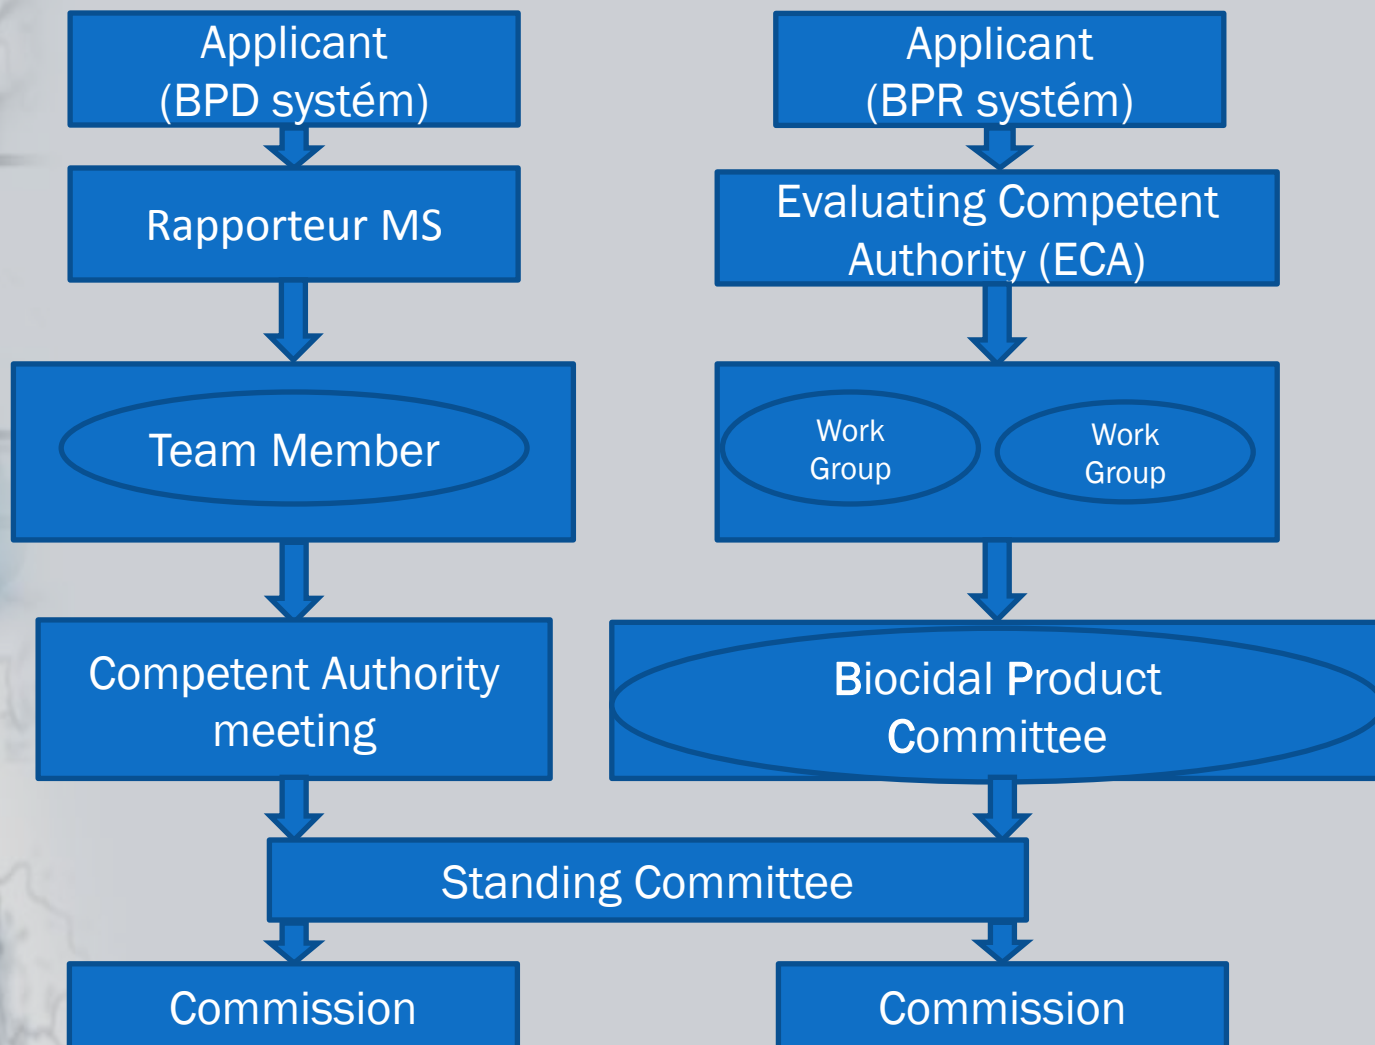 Applicant
(BPD systém)
Applicant
(BPR systém)
Rapporteur MS
Evaluating Competent
Authority (ECA)
Team Member
Work
Group
Work
Group
Competent Authority
meeting
Biocidal Product
Committee
Standing Committee
Commission
Commission